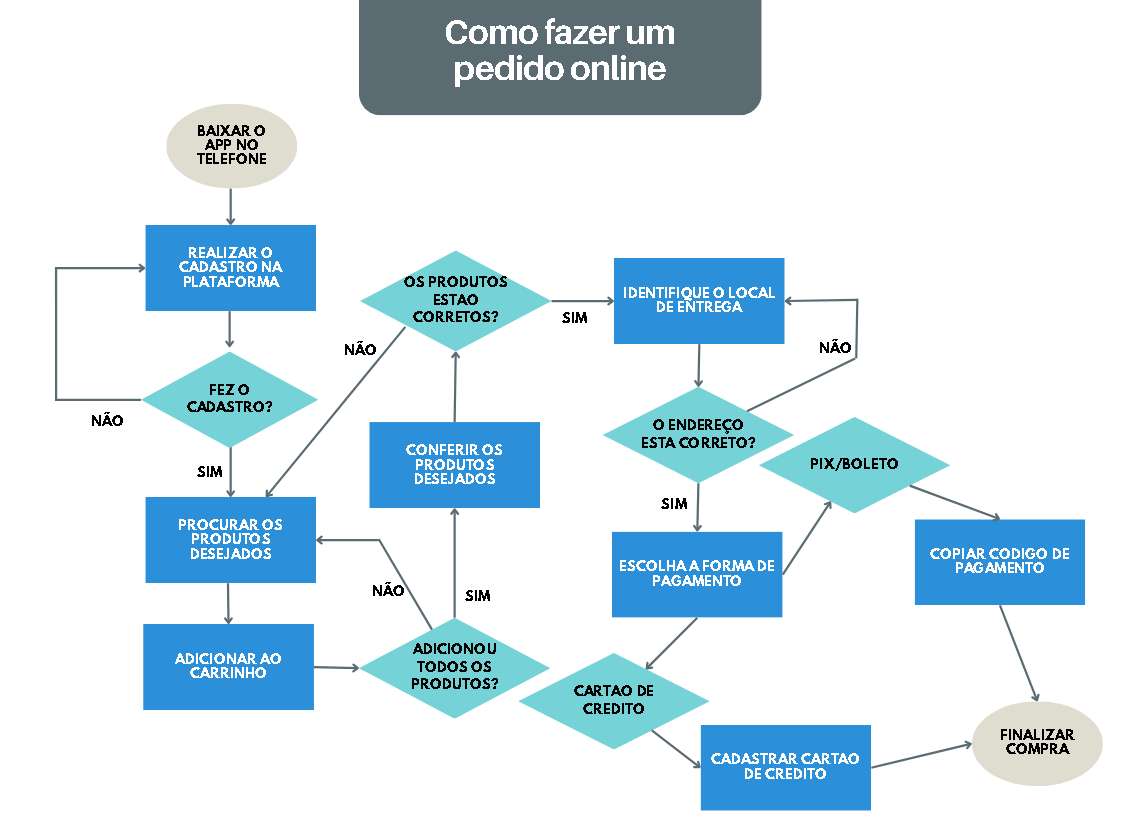 Como fazer um
pedido online
BAIXAR O
APP NO
TELEFONE
REALIZAR O
CADASTRO NA
PLATAFORMA
FEZ O
CADASTRO?
NÃO
SIM
PROCURAR OS
PRODUTOS
DESEJADOS
ADICIONAR AO
CARRINHO
ADICIONOU
TODOS OS
PRODUTOS?
NÃO
SIM
CONFERIR OS
PRODUTOS
DESEJADOS
OS PRODUTOS
ESTAO
CORRETOS?
NÃO
SIM
IDENTIFIQUE O LOCAL
DE ENTREGA
O ENDEREÇO
ESTA CORRETO?
NÃO
SIM
ESCOLHA A FORMA DE
PAGAMENTO
PIX/BOLETO
COPIAR CODIGO DE
PAGAMENTO
CARTAO DE
CREDITO
CADASTRAR CARTAO
DE CREDITO
FINALIZAR
COMPRA